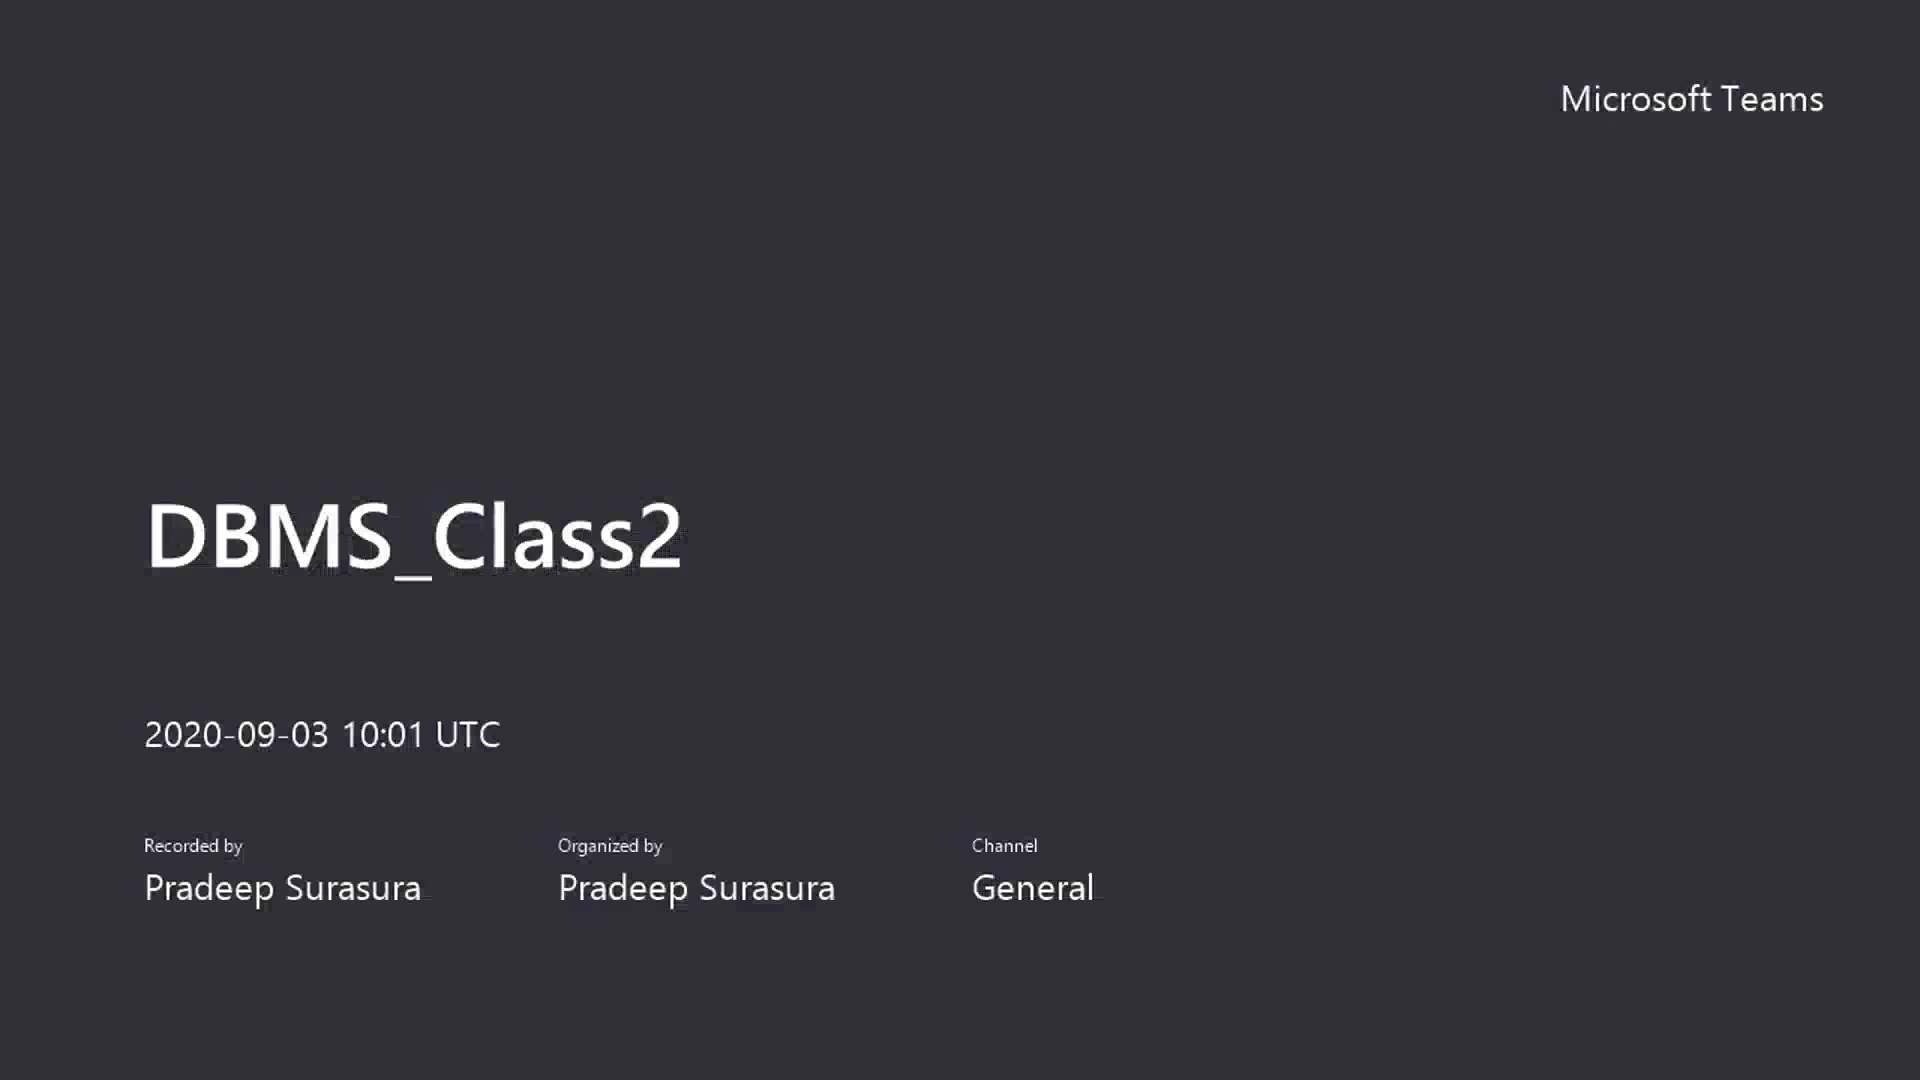 Microsoft Teams
DBMS_Class2
2020-09-03 10:01 UTC
Recorded by
Pradeep Surasura
Organized by
Pradeep Surasura
Channel
General